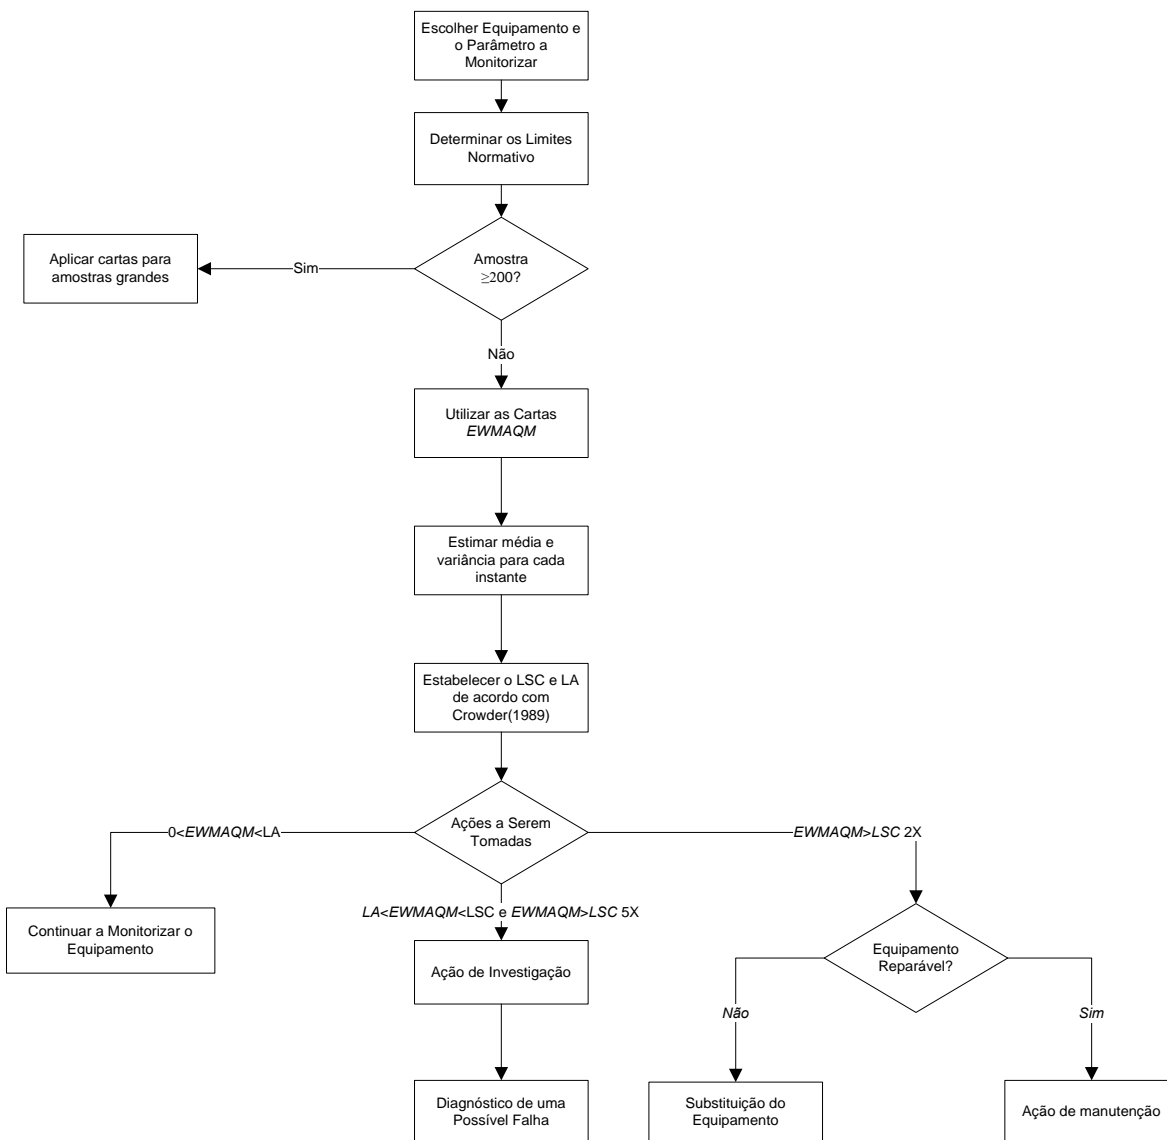 Escolher Equipamento e
o Parâmetro a
Monitorizar
Determinar os Limites
Normativo
Aplicar cartas para
amostras grandes
Sim
Amostra
≥200?
Não
Utilizar as Cartas
EWMAQM
Estimar média e
variância para cada
instante
Estabelecer o LSC e LA
de acordo com
Crowder(1989)
Ações a Serem
Tomadas
0<EWMAQM<LA
EWMAQM>LSC 2X
LA<EWMAQM<LSC e EWMAQM>LSC 5X
Continuar a Monitorizar o
Equipamento
Ação de Investigação
Equipamento
Reparável?
Não
Sim
Diagnóstico de uma
Possível Falha
Substituição do
Equipamento
Ação de manutenção